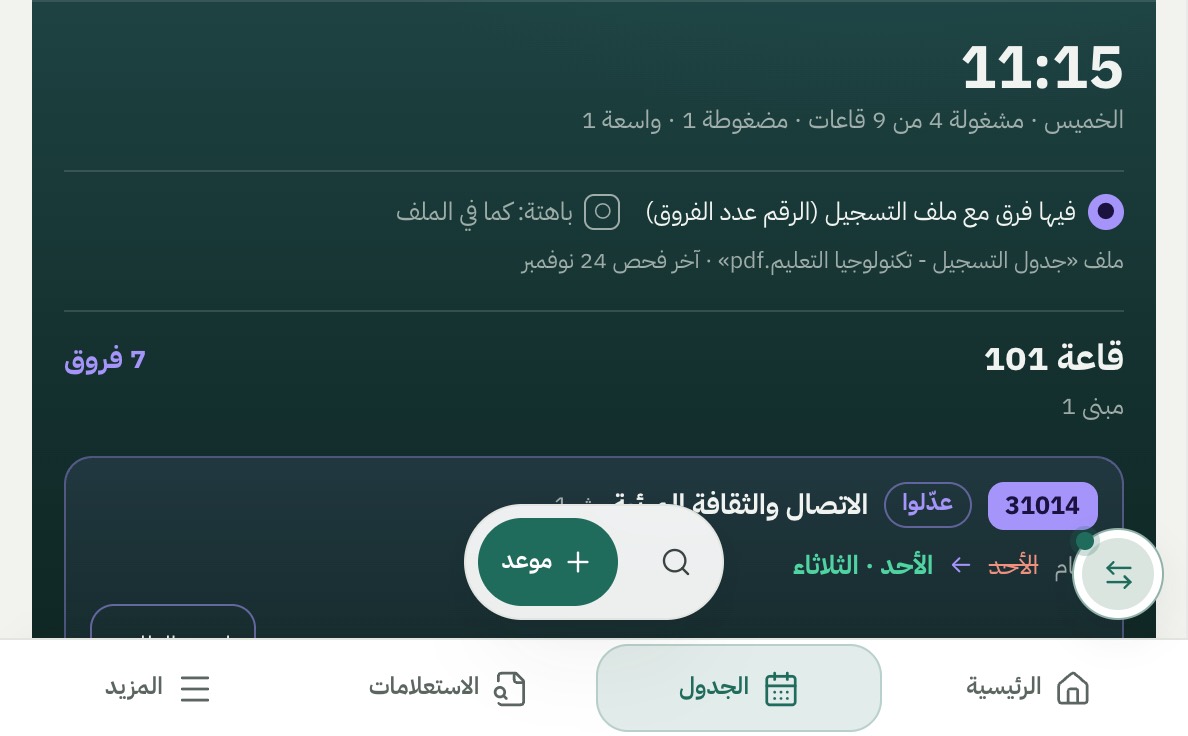 11:15
الخميس · مشغولة 4 من 9 قاعات · مضغوطة 1 · واسعة 1
فيها فرق مع ملف التسجيل (الرقم عدد الفروق) باهتة: كما في الملف
ملف «جدول التسجيل - تكنولوجيا التعليم.pdf» · آخر فحص 24 نوفمبر
قاعة 101 7 فروق
مبنى 1
31014 عدّلوا الاتصال والثقافة
الأحد ← الأحد · الثلاثاء
+ موعد
الرئيسية الجدول الاستعلامات المزيد